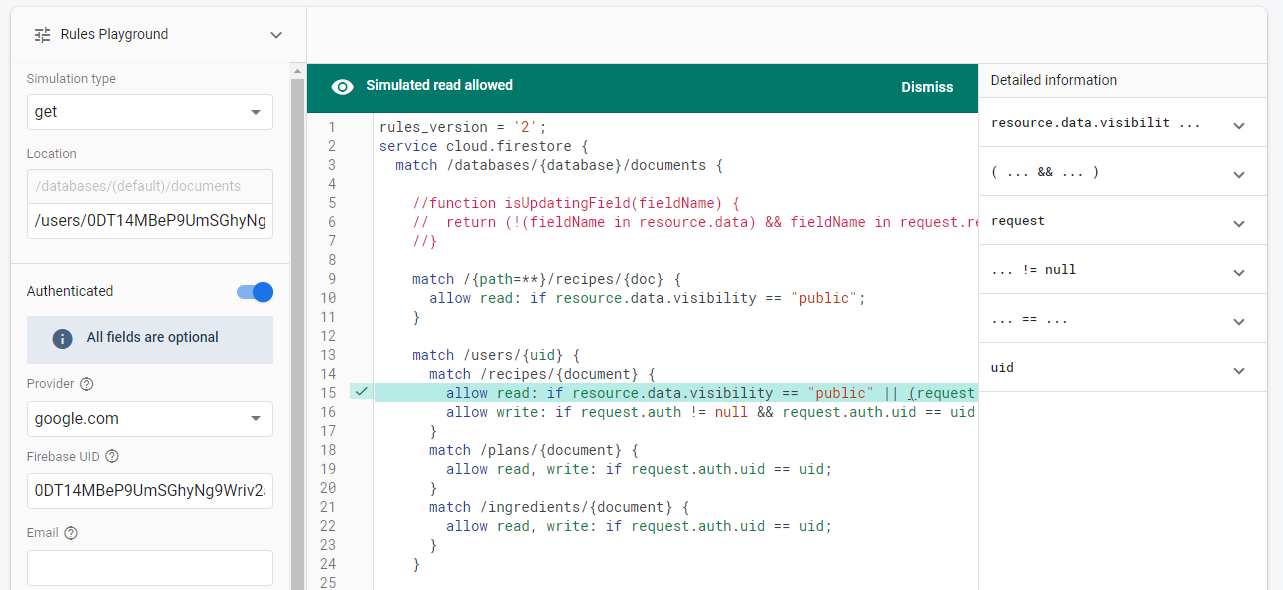 Rules Playground
Simulation type
get
Location
/databases/(default)/documents
/users/0DT14MBeP9UmSGhyNg
Authenticated
All fields are optional
Provider
google.com
Firebase UID
0DT14MBeP9UmSGhyNg9Wriv2
Email
Simulated read allowed
Dismiss
1 rules_version = '2';
2 service cloud.firestore {
3   match /databases/{database}/documents {
4
5     //function isUpdatingField(fieldName) {
6     //  return (!(fieldName in resource.data) && fieldName in request.re
7     //}
8
9     match /{path=**}/recipes/{doc} {
10       allow read: if resource.data.visibility == "public";
11     }
12
13     match /users/{uid} {
14       match /recipes/{document} {
15         allow read: if resource.data.visibility == "public" || (request
16         allow write: if request.auth != null && request.auth.uid == uid
17       }
18       match /plans/{document} {
19         allow read, write: if request.auth.uid == uid;
20       }
21       match /ingredients/{document} {
22         allow read, write: if request.auth.uid == uid;
23       }
24     }
25
Detailed information
resource.data.visibilit ...
( ... && ... )
request
... != null
... == ...
uid